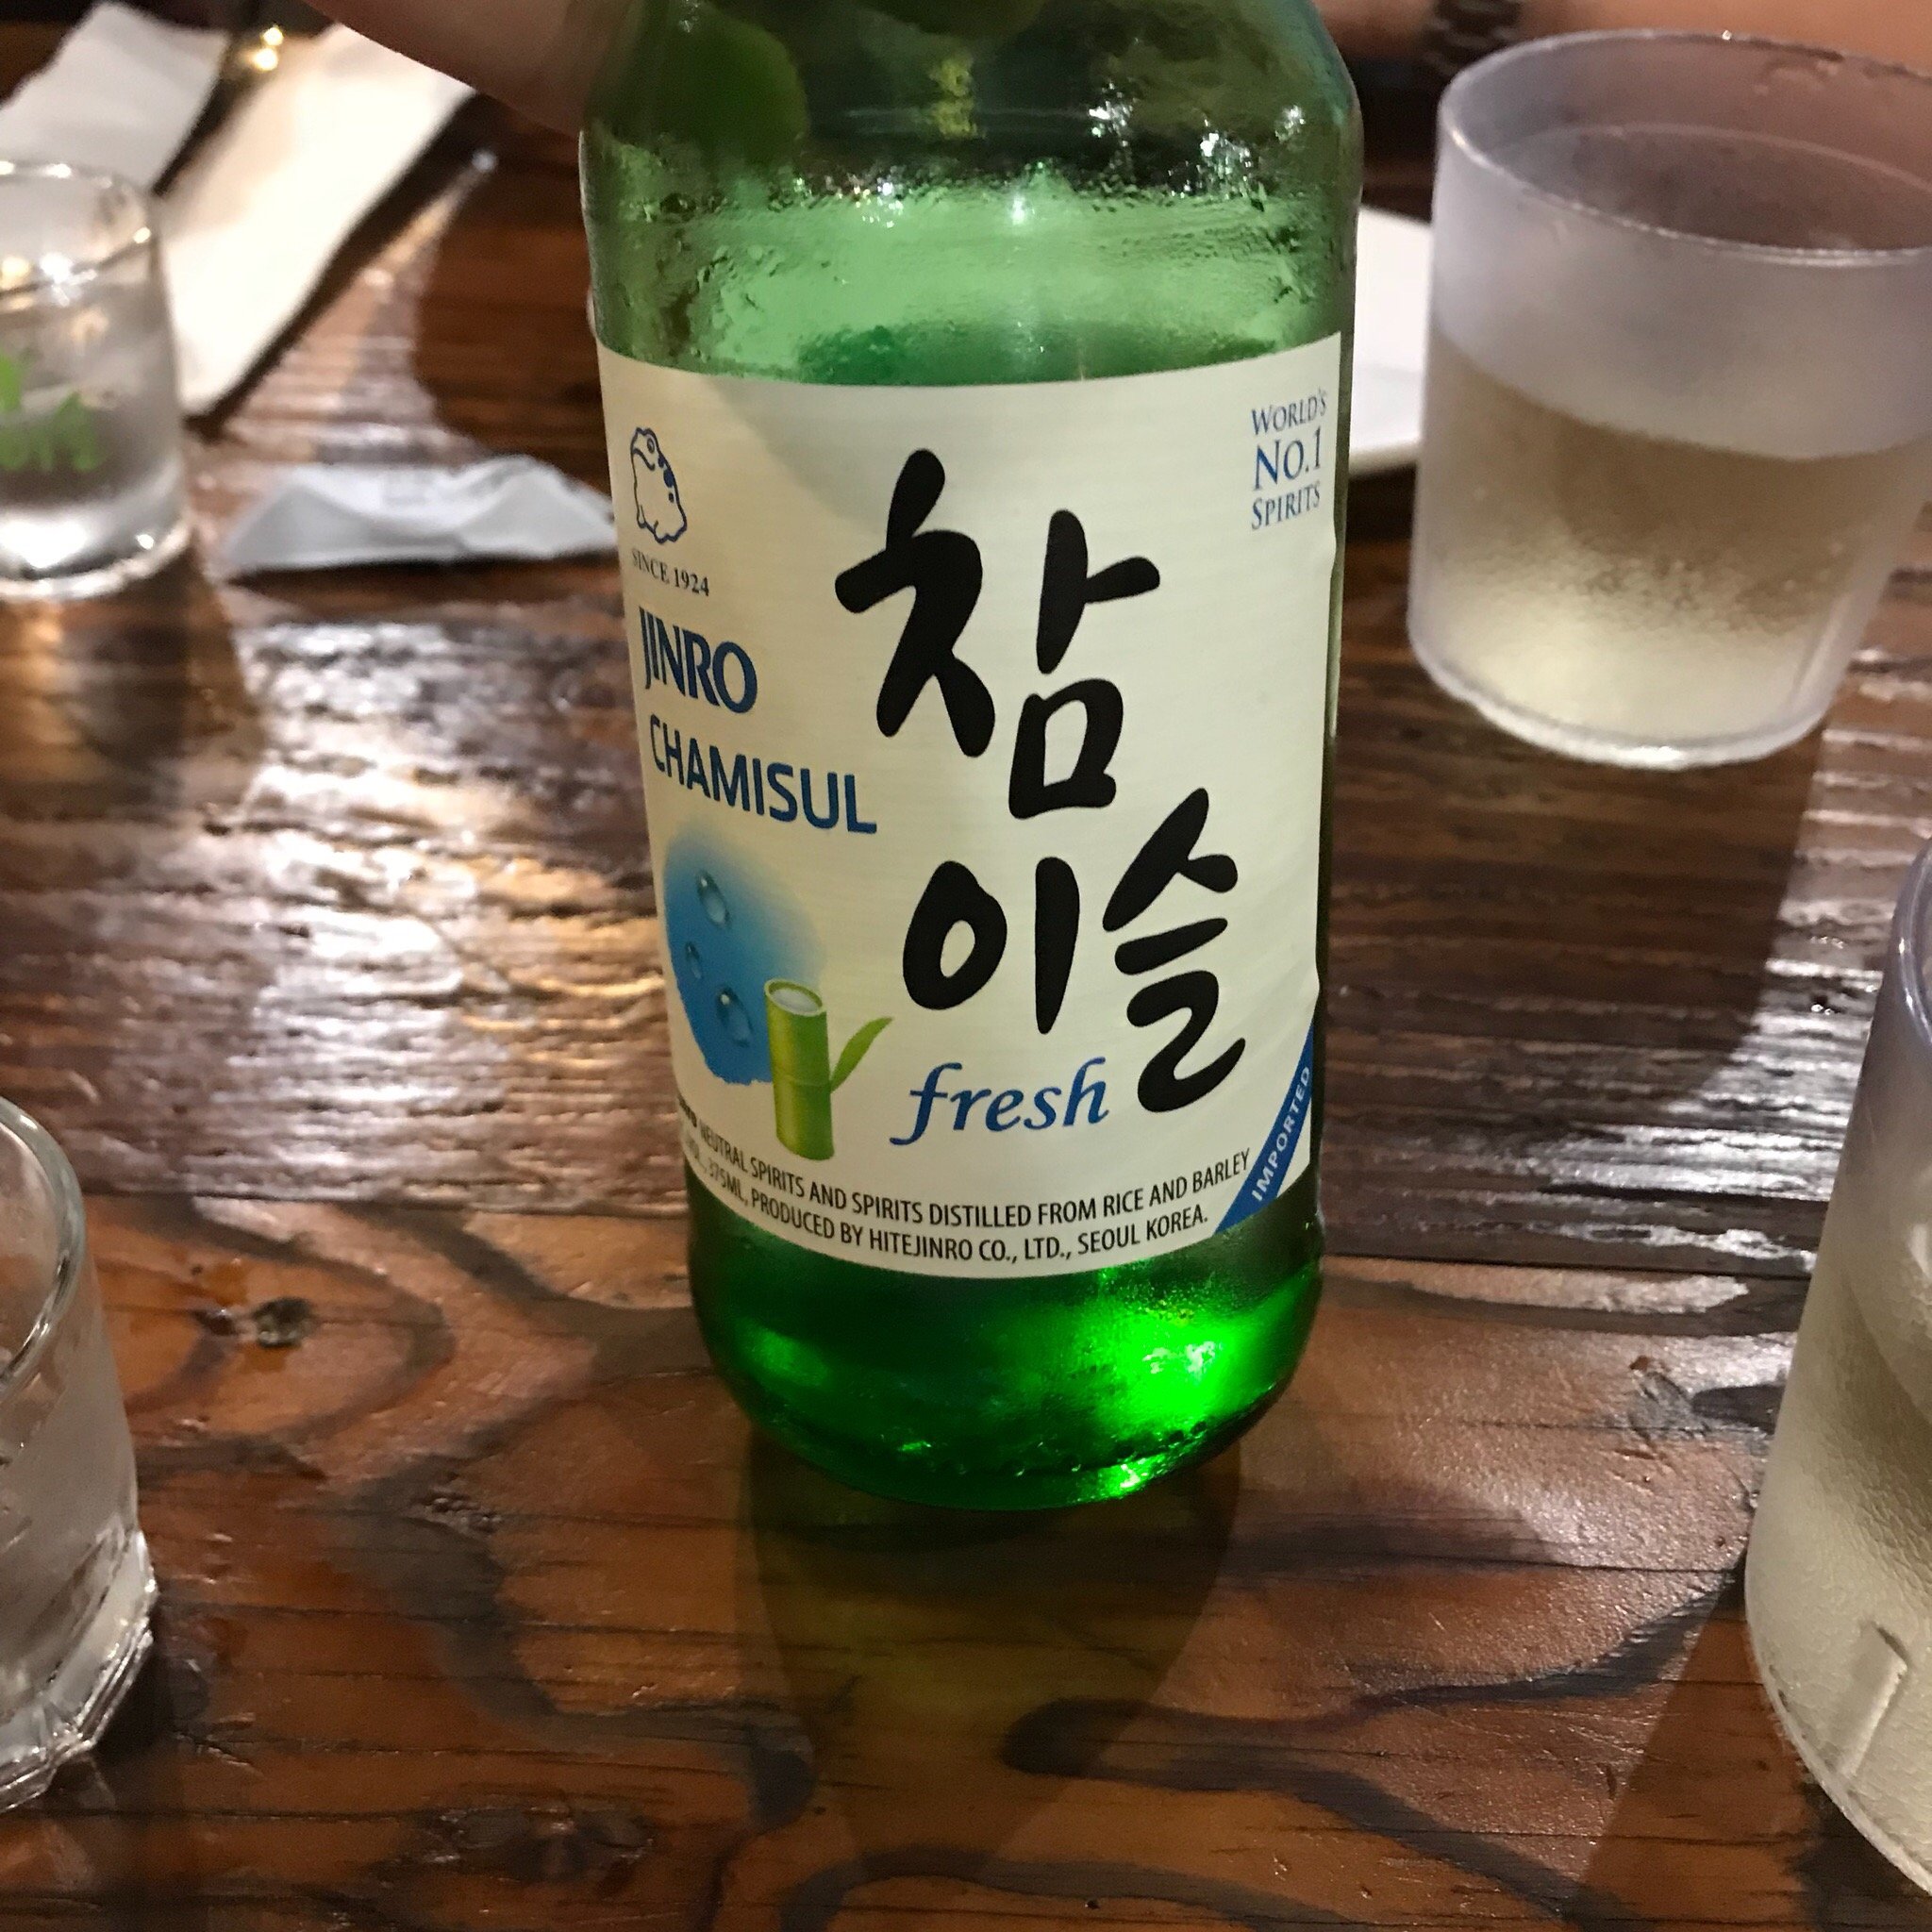 SINCE 1924
JINRO
CHAMISUL
참
이슬
fresh
WORLD'S
NO.1
SPIRITS
IMPORTED
NEUTRAL SPIRITS AND SPIRITS DISTILLED FROM RICE AND BARLEY
375ML, PRODUCED BY HITEJINRO CO., LTD., SEOUL KOREA.